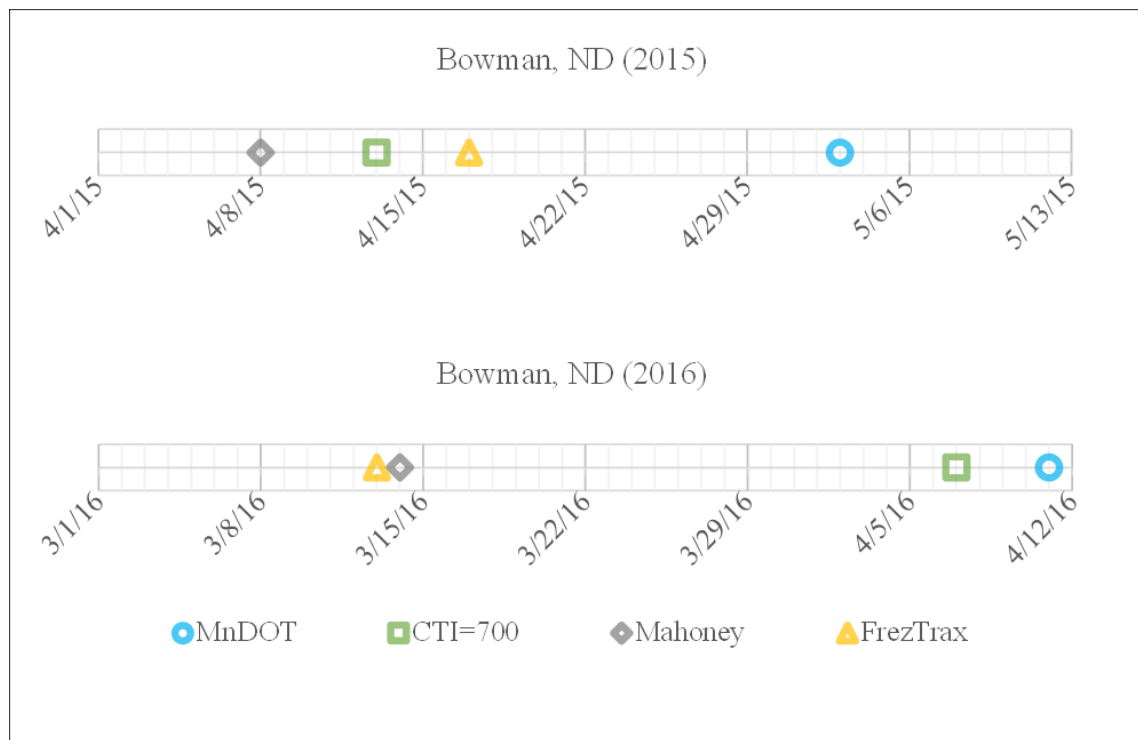 Bowman, ND (2015)
4/1/15 4/8/15 4/15/15 4/22/15 4/29/15 5/6/15 5/13/15
Bowman, ND (2016)
3/1/16 3/8/16 3/15/16 3/22/16 3/29/16 4/5/16 4/12/16
MnDOT CTI=700 Mahoney FrezTrax